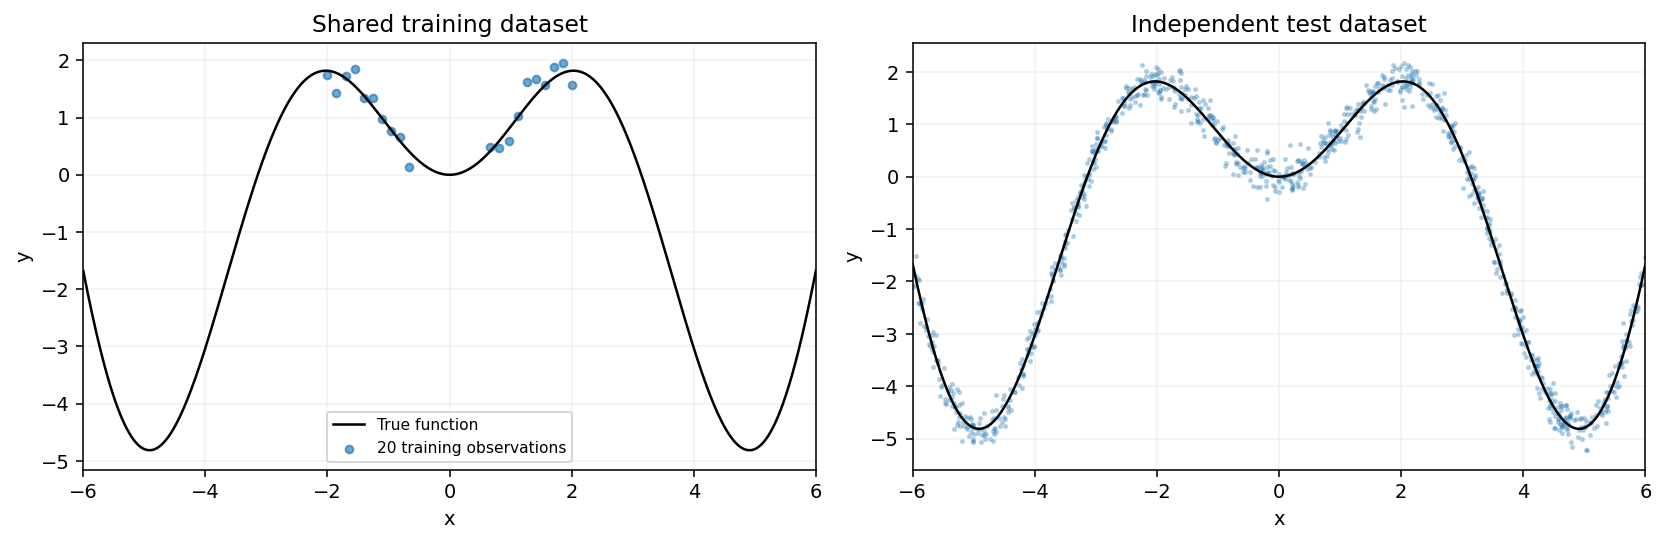 Shared training dataset
2
1
0
−1
−2
−3
−4
−5
y
True function
20 training observations
−6 −4 −2 0 2 4 6
x
Independent test dataset
2
1
0
−1
−2
−3
−4
−5
y
−6 −4 −2 0 2 4 6
x